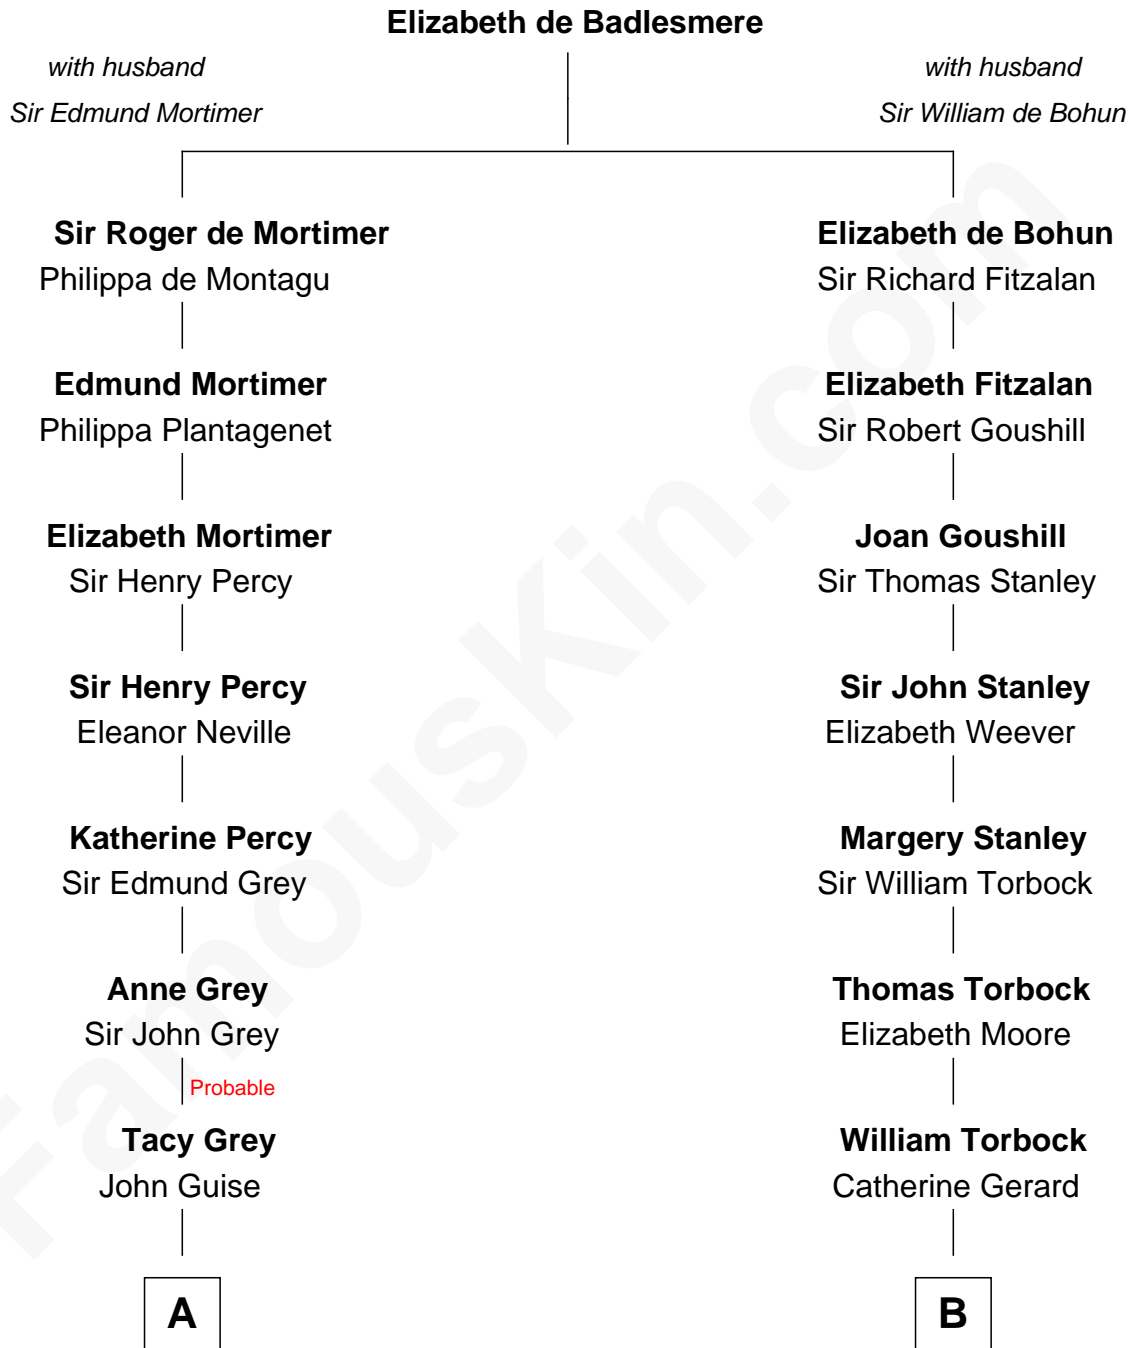 Elizabeth de Badlesmere
with husband
Sir Edmund Mortimer
with husband
Sir William de Bohun
Sir Roger de Mortimer
Philippa de Montagu
Elizabeth de Bohun
Sir Richard Fitzalan
Edmund Mortimer
Philippa Plantagenet
Elizabeth Fitzalan
Sir Robert Goushill
Elizabeth Mortimer
Sir Henry Percy
Joan Goushill
Sir Thomas Stanley
Sir Henry Percy
Eleanor Neville
Sir John Stanley
Elizabeth Weever
Katherine Percy
Sir Edmund Grey
Margery Stanley
Sir William Torbock
Anne Grey
Sir John Grey
Thomas Torbock
Elizabeth Moore
Probable
Tacy Grey
John Guise
William Torbock
Catherine Gerard
A
B
FamousKin.com